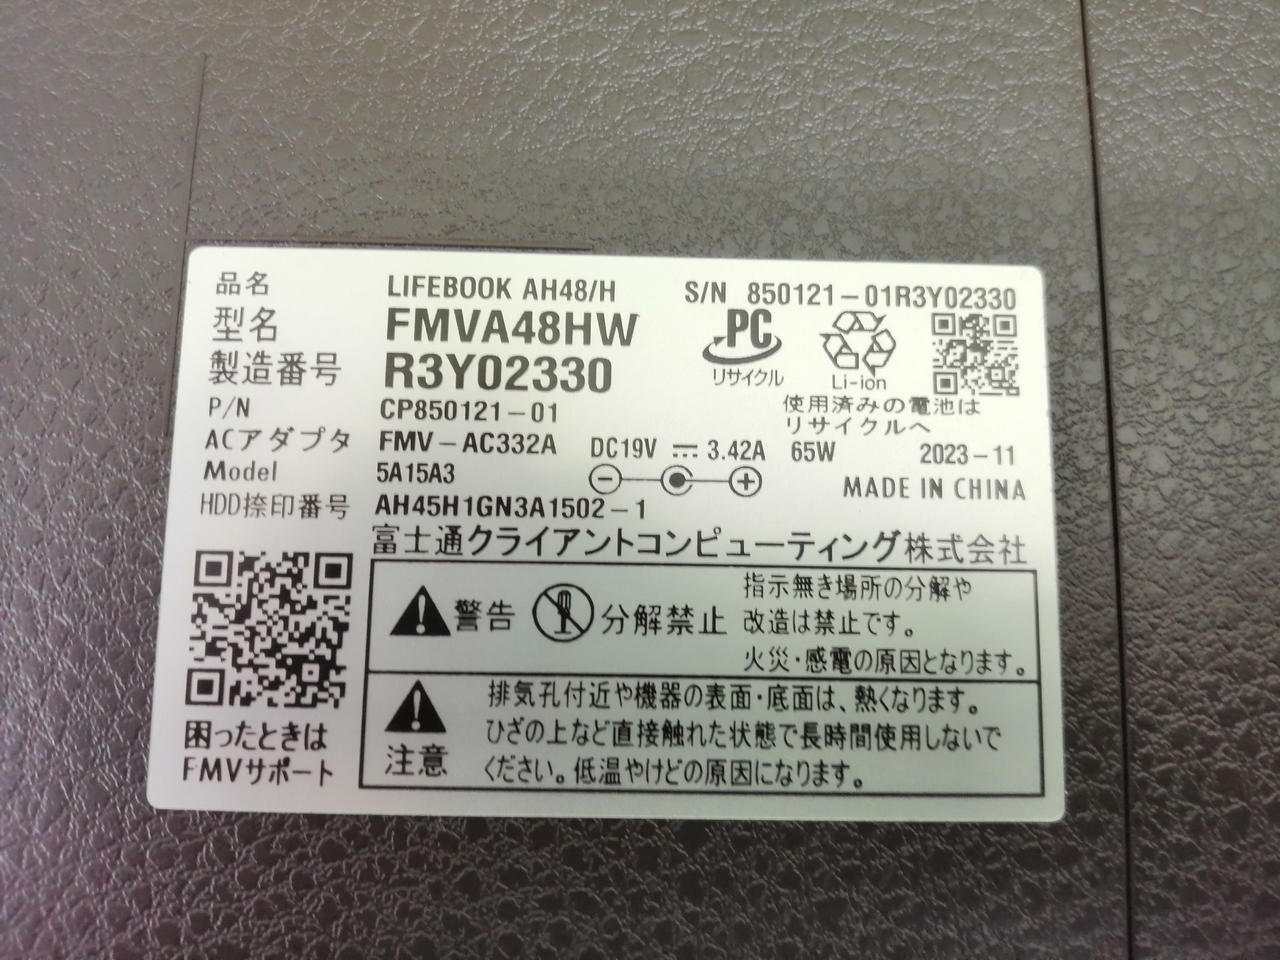 品名 LIFEBOOK AH48/H S/N 850121-01R3Y02330
型名 FMVA48HW
製造番号 R3Y02330
PC
リサイクル
Li-ion
P/N CP850121-01
使用済みの電池は
リサイクルへ
ACアダプタ FMV-AC332A DC19V ⎓ 3.42A 65W 2023-11
Model 5A15A3
MADE IN CHINA
HDD捺印番号 AH45H1GN3A1502-1
富士通クライアントコンピューティング株式会社
警告 分解禁止
指示無き場所の分解や
改造は禁止です。
火災・感電の原因となります。
注意
排気孔付近や機器の表面・底面は、熱くなります。
ひざの上など直接触れた状態で長時間使用しないで
ください。低温やけどの原因になります。
困ったときは
FMVサポート